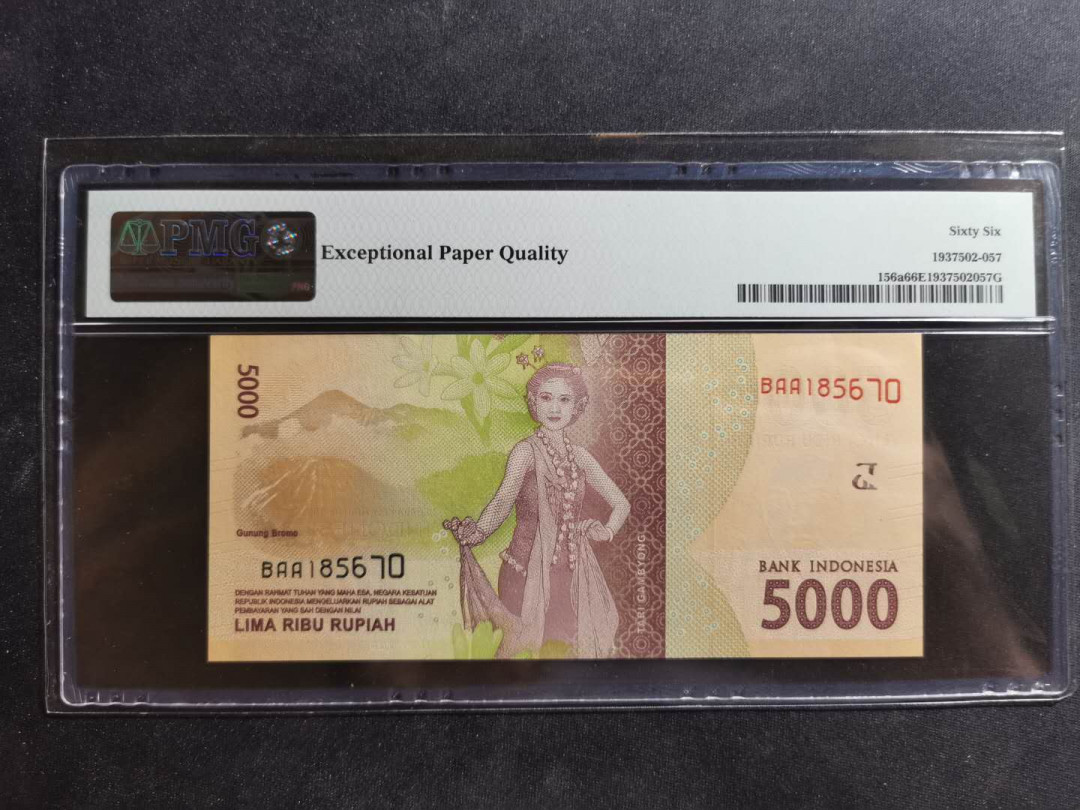 PMG
PMG
Exceptional Paper Quality
Sixty Six
1937502-057
156a66E1937502057G
5000
BAA185670
Gunung Bromo
BAA185670
DENGAN RAHMAT TUHAN YANG MAHA ESA, NEGARA KESATUAN
REPUBLIK INDONESIA MENGELUARKAN RUPIAH SEBAGAI ALAT
PEMBAYARAN YANG SAH DENGAN NILAI
LIMA RIBU RUPIAH
TARI GAMBYONG
BANK INDONESIA
5000